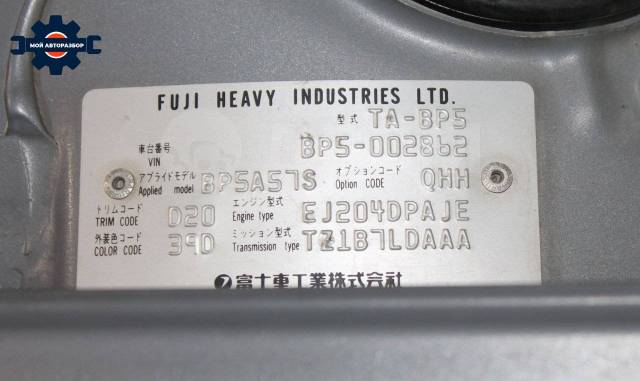 МОЙ АВТОРАЗБОР
FUJI HEAVY INDUSTRIES LTD.
型式 TA-BP5
車台番号 VIN BP5-002862
アプライドモデル Applied model BP5A57S オプションコード Option CODE QHH
トリムコード TRIM CODE D20 エンジン型式 Engine type EJ204DPAJE
外装色コード COLOR CODE 39D ミッション型式 Transmission type TZ1B7LDAAA
富士重工業株式会社